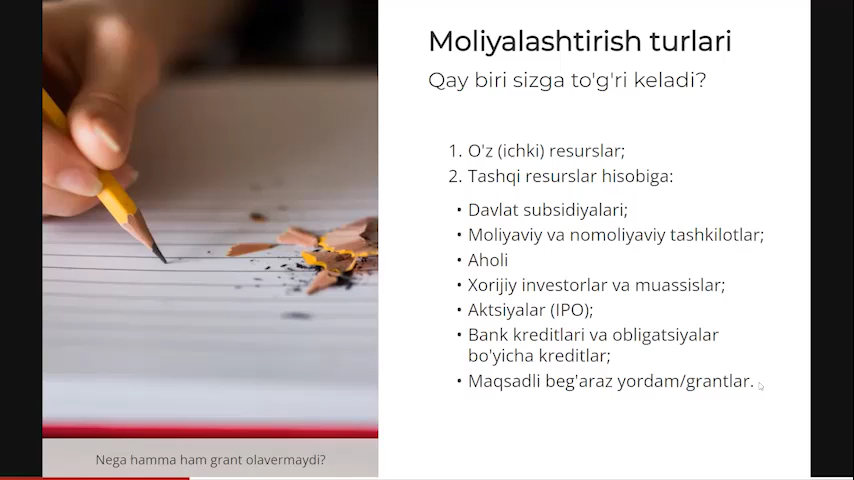 Moliyalashtirish turlari
Qay biri sizga to'g'ri keladi?
1. O'z (ichki) resurslar;
2. Tashqi resurslar hisobiga:
• Davlat subsidiyalari;
• Moliyaviy va nomoliyaviy tashkilotlar;
• Aholi
• Xorijiy investorlar va muassislar;
• Aktsiyalar (IPO);
• Bank kreditlari va obligatsiyalar
bo'yicha kreditlar;
• Maqsadli beg'araz yordam/grantlar.
Nega hamma ham grant olavermaydi?